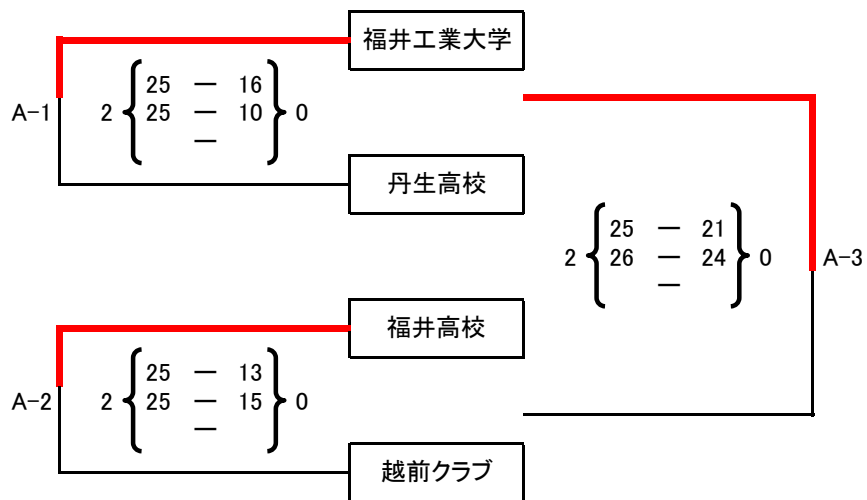 福井工業大学
25 － 16
A-1 2 25 － 10 0
－
丹生高校
25 － 21
2 26 － 24 0 A-3
－
福井高校
25 － 13
A-2 2 25 － 15 0
－
越前クラブ